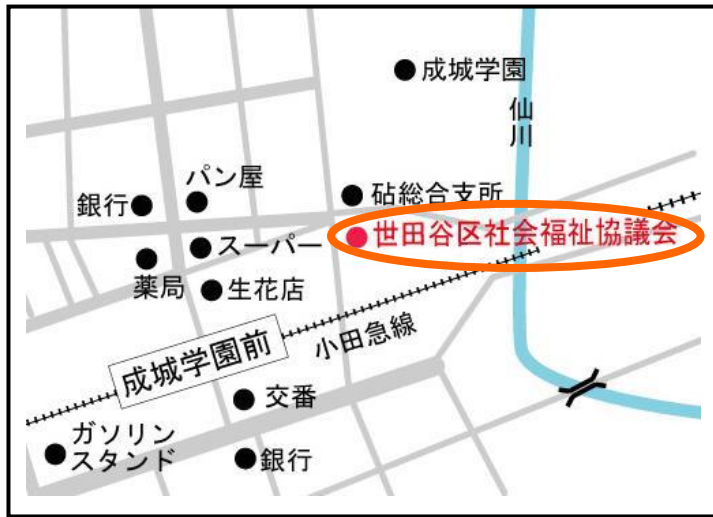 成城学園
仙川
パン屋
銀行
砧総合支所
世田谷区社会福祉協議会
スーパー
薬局
生花店
小田急線
成城学園前
交番
ガソリン
スタンド
銀行